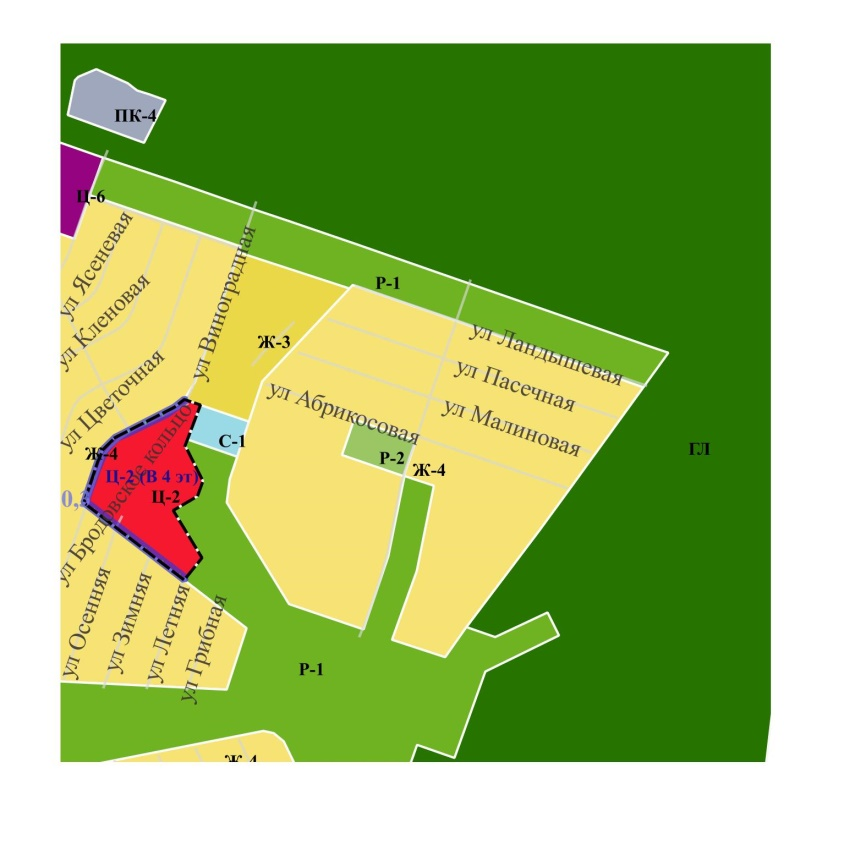 ПК-4
Ц-6
ул Ясеневая
ул Виноградная
Р-1
ул Кленовая
Ж-3
ул Ландышевая
ул Пасечная
ул Цветочная
ул Абрикосовая
ул Малиновая
С-1
Ж-4
Р-2
Ж-4
ГЛ
Ц-2 (В 4 эт)
Ц-2
ул Бродовское кольцо
ул Осенняя
ул Зимняя
ул Летняя
ул Грибная
Р-1
Ж-4